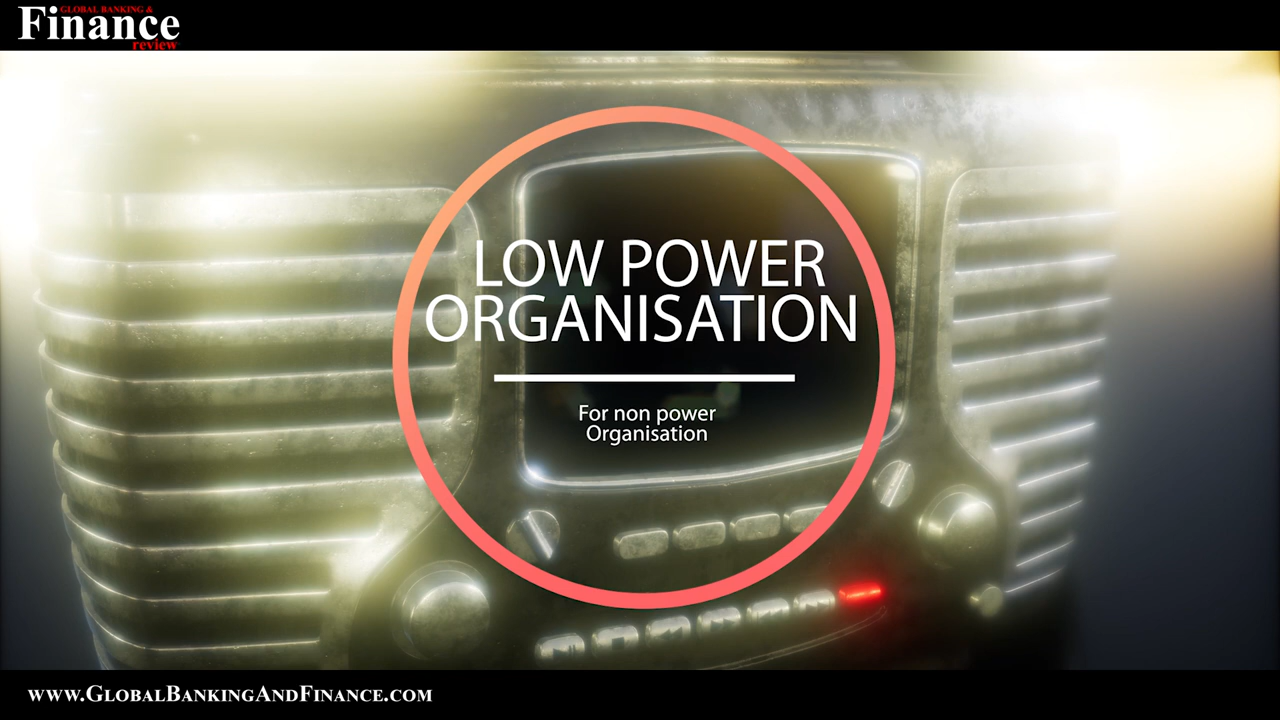 GLOBAL BANKING &
Finance
review
LOW POWER
ORGANISATION
For non power
Organisation
www.GlobalBankingAndFinance.com